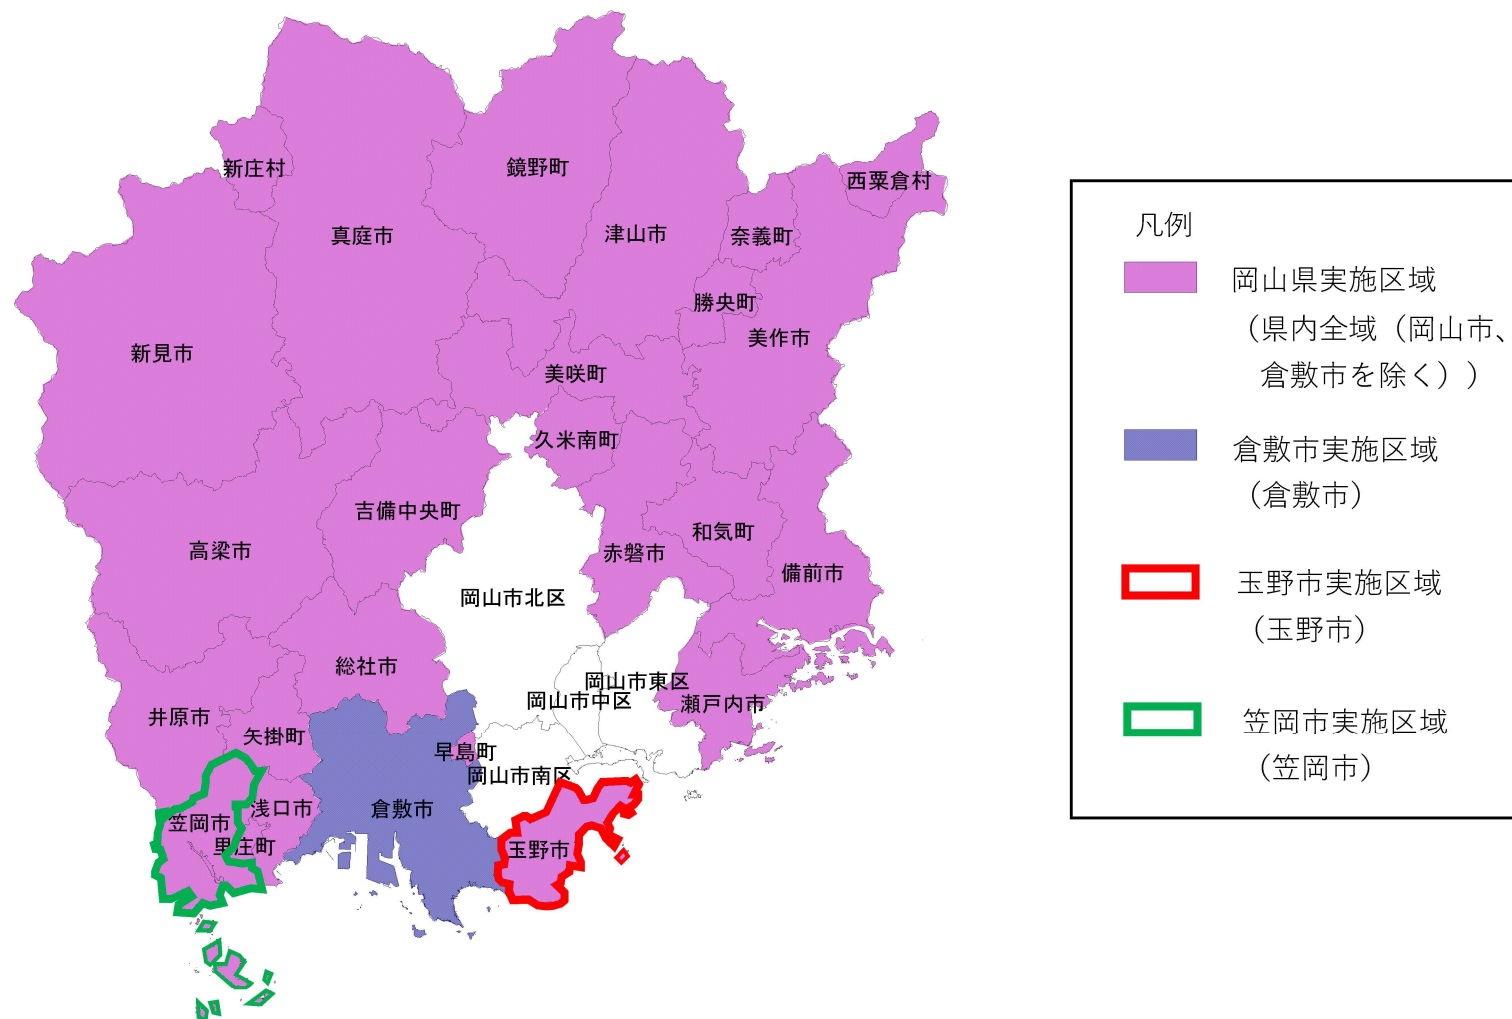 新庄村
鏡野町
西粟倉村
真庭市
津山市
奈義町
勝央町
新見市
美作市
美咲町
久米南町
吉備中央町
和気町
高梁市
赤磐市
備前市
岡山市北区
総社市
岡山市東区
岡山市中区
瀬戸内市
井原市
矢掛町
早島町
岡山市南区
浅口市
倉敷市
笠岡市
里庄町
玉野市
凡例
岡山県実施区域
（県内全域（岡山市、
倉敷市を除く））
倉敷市実施区域
（倉敷市）
玉野市実施区域
（玉野市）
笠岡市実施区域
（笠岡市）